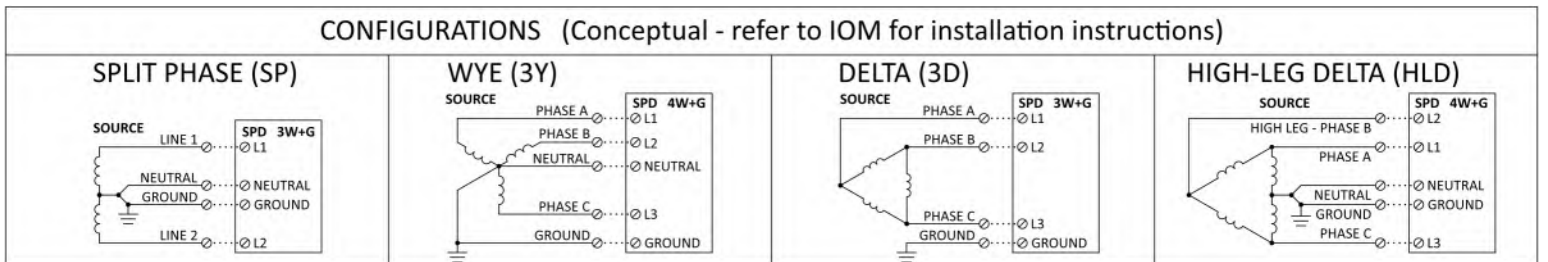 CONFIGURATIONS (Conceptual - refer to IOM for installation instructions)
SPLIT PHASE (SP)
SOURCE
SPD 3W+G
LINE 1
L1
NEUTRAL
NEUTRAL
GROUND
GROUND
LINE 2
L2
WYE (3Y)
SOURCE
SPD 4W+G
PHASE A
L1
PHASE B
L2
NEUTRAL
NEUTRAL
PHASE C
L3
GROUND
GROUND
DELTA (3D)
SOURCE
SPD 3W+G
PHASE A
L1
PHASE B
L2
PHASE C
L3
GROUND
GROUND
HIGH-LEG DELTA (HLD)
SOURCE
SPD 4W+G
L2
HIGH LEG - PHASE B
L1
PHASE A
NEUTRAL
NEUTRAL
GROUND
GROUND
PHASE C
L3